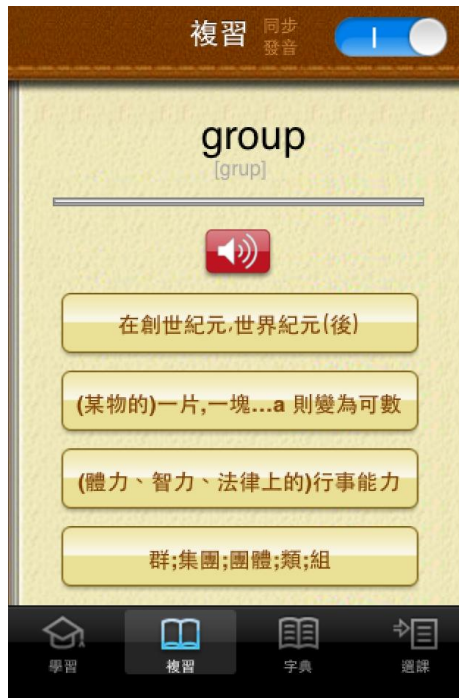 複習
同步
發音
group
[grup]
在創世紀元,世界紀元(後)
(某物的)一片,一塊...a 則變為可數
(體力、智力、法律上的)行事能力
群;集團;團體;類;組
學習
複習
字典
選課